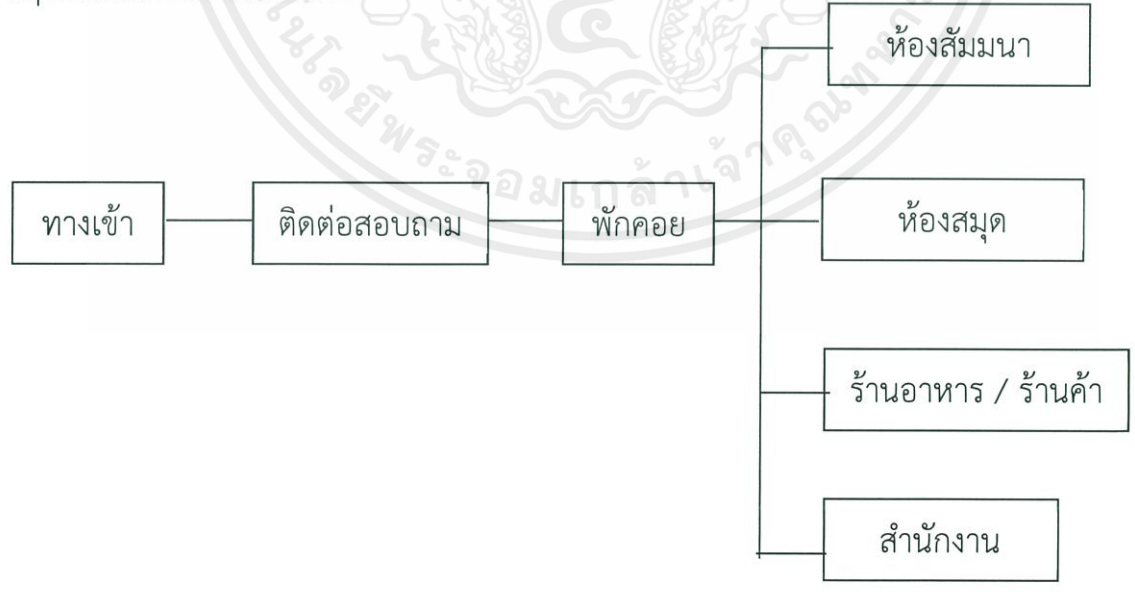 ห้องสัมมนา
ทางเข้า
ติดต่อสอบถาม
พักคอย
ห้องสมุด
ร้านอาหาร / ร้านค้า
สำนักงาน